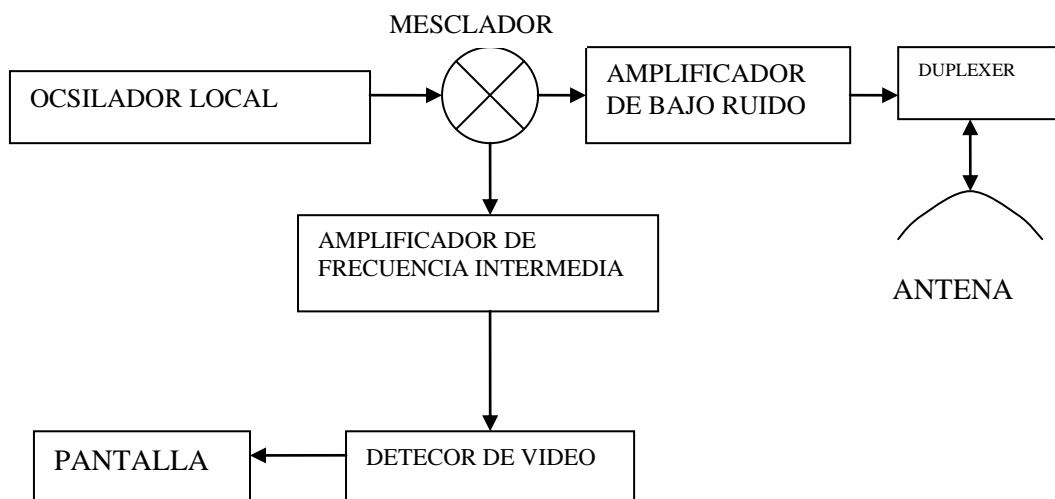 MESCLADOR
OCSILADOR LOCAL
AMPLIFICADOR
DE BAJO RUIDO
DUPLEXER
AMPLIFICADOR DE
FRECUENCIA INTERMEDIA
ANTENA
PANTALLA
DETECOR DE VIDEO